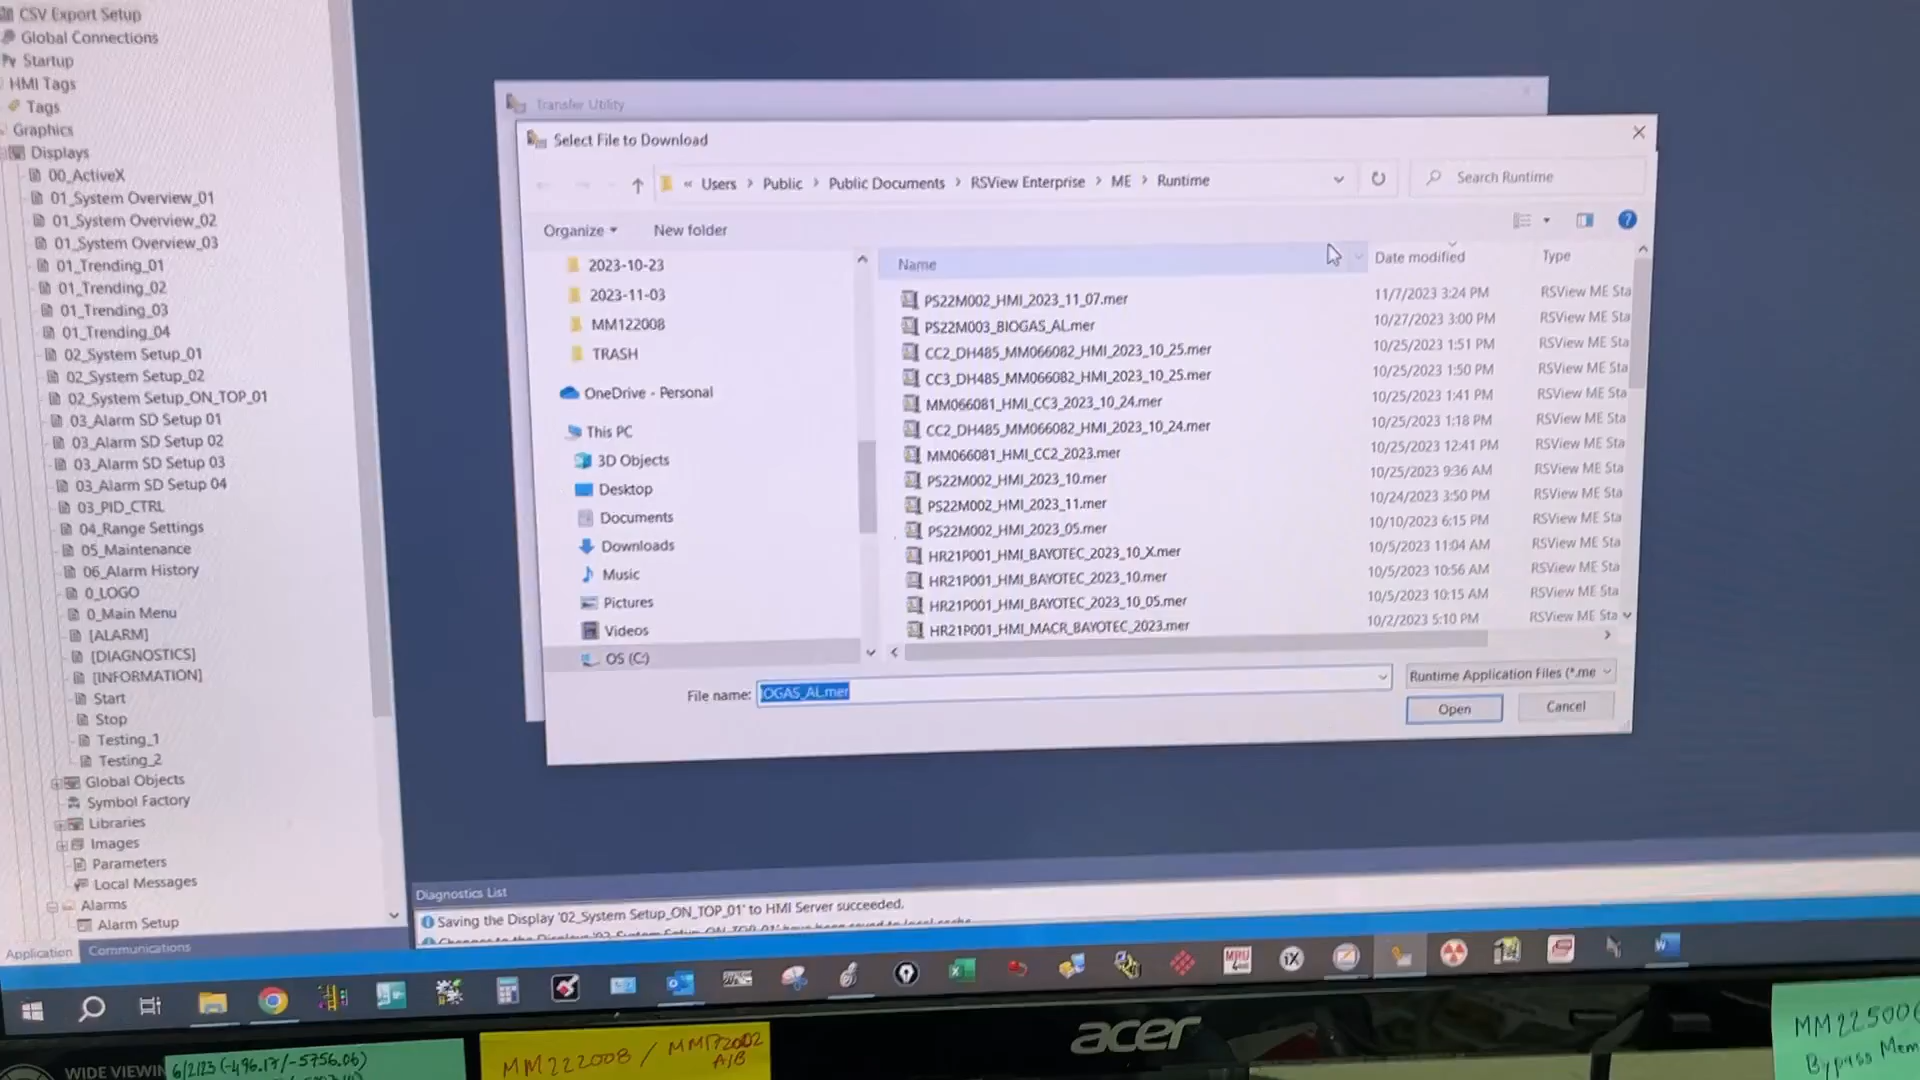 CSV Export Setup
Global Connections
Startup
HMI Tags
Tags
Graphics
Displays
00_ActiveX
01_System Overview_01
01_System Overview_02
01_System Overview_03
01_Trending_01
01_Trending_02
01_Trending_03
01_Trending_04
02_System Setup_01
02_System Setup_02
02_System Setup_ON_TOP_01
03_Alarm SD Setup 01
03_Alarm SD Setup 02
03_Alarm SD Setup 03
03_Alarm SD Setup 04
03_PID_CTRL
04_Range Settings
05_Maintenance
06_Alarm History
0_LOGO
0_Main Menu
[ALARM]
[DIAGNOSTICS]
[INFORMATION]
Start
Stop
Testing_1
Testing_2
Global Objects
Symbol Factory
Libraries
Images
Parameters
Local Messages
Alarms
Alarm Setup
Application Communications
Transfer Utility
Select File to Download
« Users > Public > Public Documents > RSView Enterprise > ME > Runtime
Search Runtime
Organize New folder
2023-10-23
2023-11-03
MM122008
TRASH
OneDrive - Personal
This PC
3D Objects
Desktop
Documents
Downloads
Music
Pictures
Videos
OS (C:)
Name Date modified Type
PS22M002_HMI_2023_11_07.mer 11/7/2023 3:24 PM RSView ME Sta
PS22M003_BIOGAS_AL.mer 10/27/2023 3:00 PM RSView ME Sta
CC2_DH485_MM066082_HMI_2023_10_25.mer 10/25/2023 1:51 PM RSView ME Sta
CC3_DH485_MM066082_HMI_2023_10_25.mer 10/25/2023 1:50 PM RSView ME Sta
MM066081_HMI_CC3_2023_10_24.mer 10/25/2023 1:41 PM RSView ME Sta
CC2_DH485_MM066082_HMI_2023_10_24.mer 10/25/2023 1:18 PM RSView ME Sta
MM066081_HMI_CC2_2023.mer 10/25/2023 12:41 PM RSView ME Sta
PS22M002_HMI_2023_10.mer 10/25/2023 9:36 AM RSView ME Sta
PS22M002_HMI_2023_11.mer 10/24/2023 3:50 PM RSView ME Sta
PS22M002_HMI_2023_05.mer 10/10/2023 6:15 PM RSView ME Sta
HR21P001_HMI_BAYOTEC_2023_10_X.mer 10/5/2023 11:04 AM RSView ME Sta
HR21P001_HMI_BAYOTEC_2023_10.mer 10/5/2023 10:56 AM RSView ME Sta
HR21P001_HMI_BAYOTEC_2023_10_05.mer 10/5/2023 10:15 AM RSView ME Sta
HR21P001_HMI_MACR_BAYOTEC_2023.mer 10/2/2023 5:10 PM RSView ME Sta
File name: IOGAS_AL.mer Runtime Application Files (*.me
Open Cancel
Diagnostics List
Saving the Display '02_System Setup_ON_TOP_01' to HMI Server succeeded.
MRU
iX
acer
WIDE VIEWIN
6/2/23 (-496.17/-5756.06)
MM222008 / MM172002
A/B
MM225006
Bypass Mem